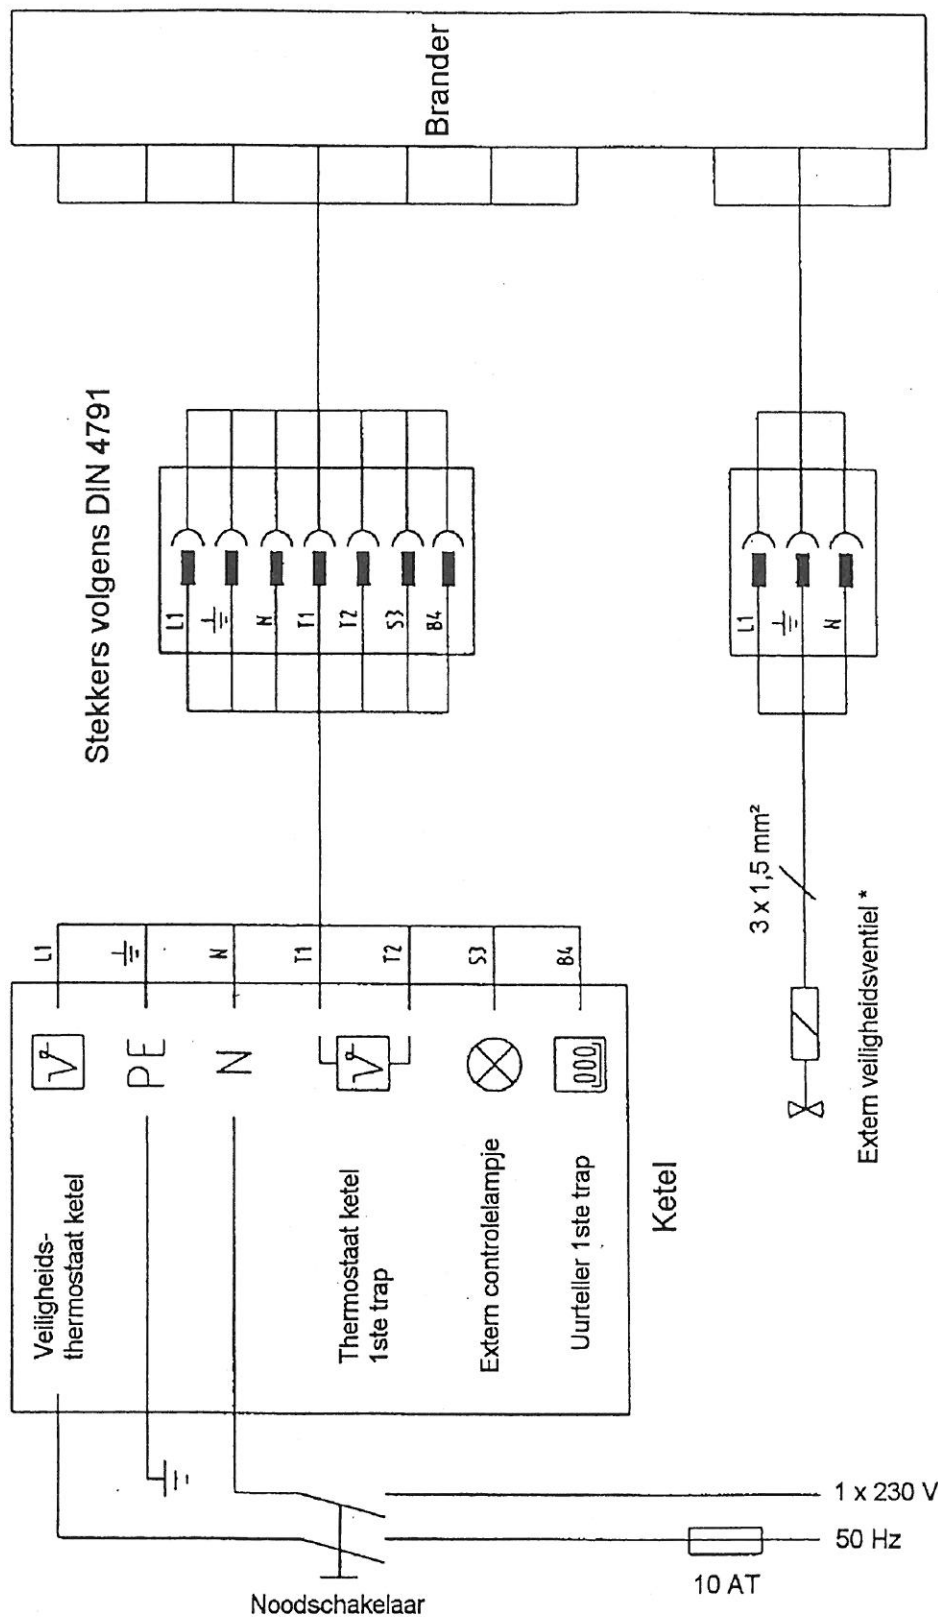 Brander
Stekkers volgens DIN 4791
L1
N
T1
T2
S3
B4
L1
N
L1
N
T1
T2
S3
B4
3 x 1,5 mm²
Extern veiligheidsventiel *
PE
N
000
Veiligheids-
thermostaat ketel
Thermostaat ketel
1ste trap
Extern controlelampje
Uurteller 1ste trap
Ketel
1 x 230 V
50 Hz
10 AT
Noodschakelaar